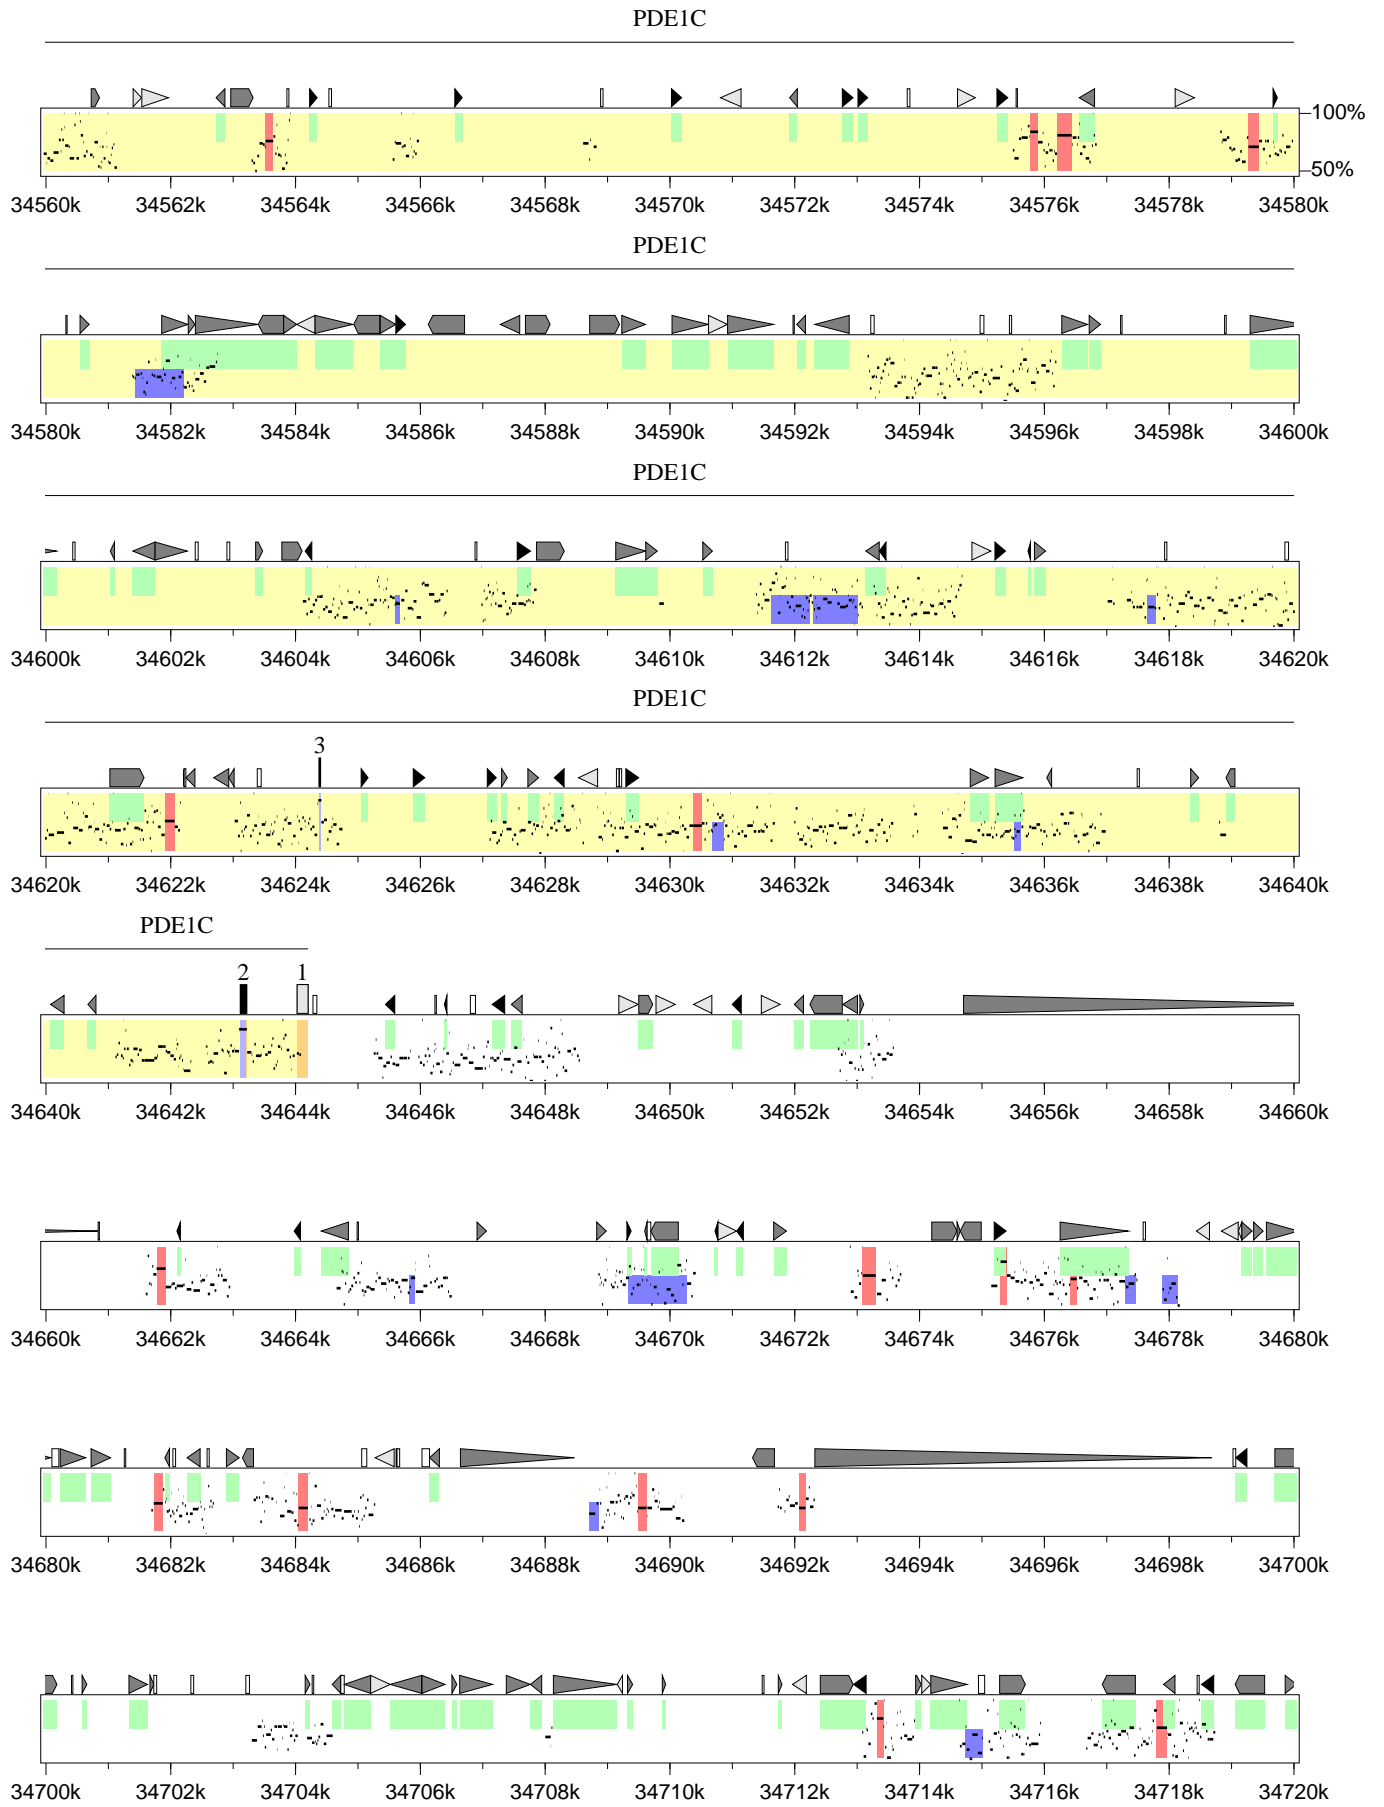 PDE1C
100%
50%
34560k 34562k 34564k 34566k 34568k 34570k 34572k 34574k 34576k 34578k 34580k
PDE1C
34580k 34582k 34584k 34586k 34588k 34590k 34592k 34594k 34596k 34598k 34600k
PDE1C
34600k 34602k 34604k 34606k 34608k 34610k 34612k 34614k 34616k 34618k 34620k
PDE1C
3
34620k 34622k 34624k 34626k 34628k 34630k 34632k 34634k 34636k 34638k 34640k
PDE1C
2 1
34640k 34642k 34644k 34646k 34648k 34650k 34652k 34654k 34656k 34658k 34660k
34660k 34662k 34664k 34666k 34668k 34670k 34672k 34674k 34676k 34678k 34680k
34680k 34682k 34684k 34686k 34688k 34690k 34692k 34694k 34696k 34698k 34700k
34700k 34702k 34704k 34706k 34708k 34710k 34712k 34714k 34716k 34718k 34720k